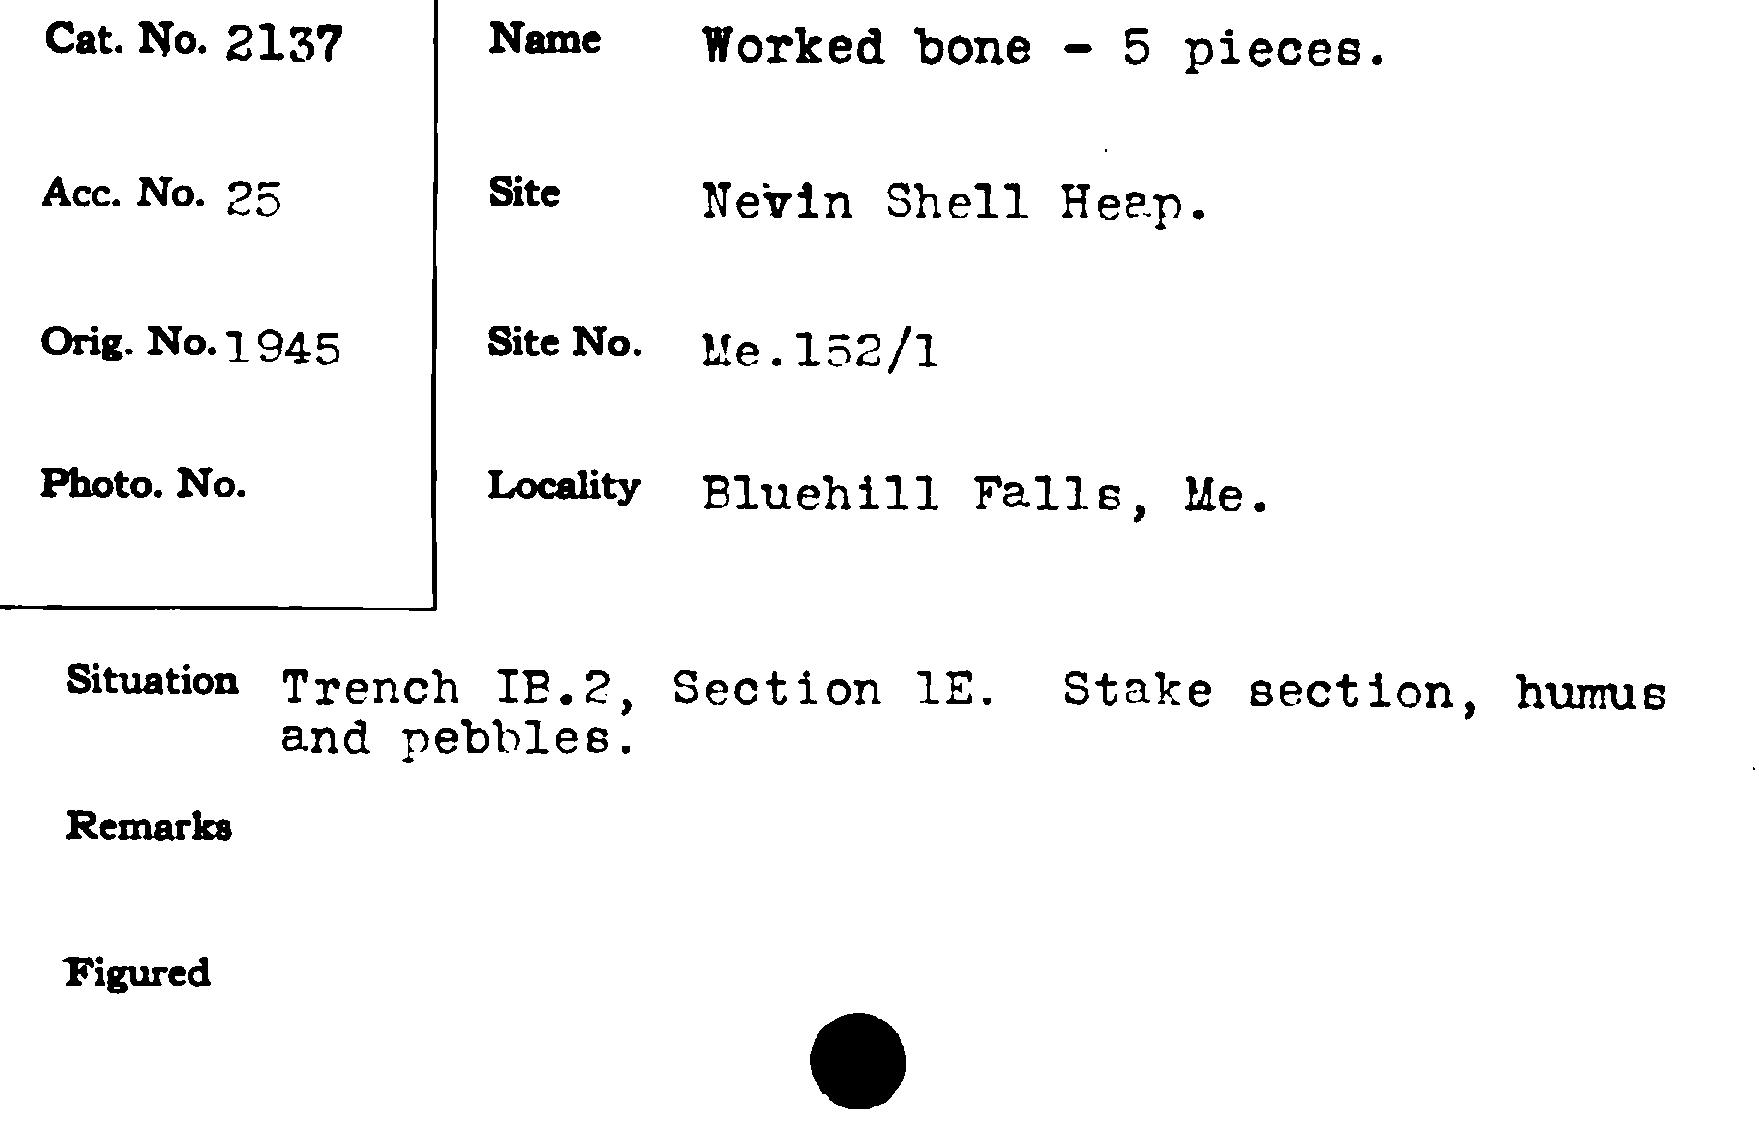 Cat. No. 2137
Name Worked bone - 5 pieces.
Acc. No. 25
Site Nevin Shell Heap.
Orig. No. 1945
Site No. Me.152/1
Photo. No.
Locality Bluehill Falls, Me.
Situation Trench IB.2, Section 1E. Stake section, humus
and pebbles.
Remarks
Figured